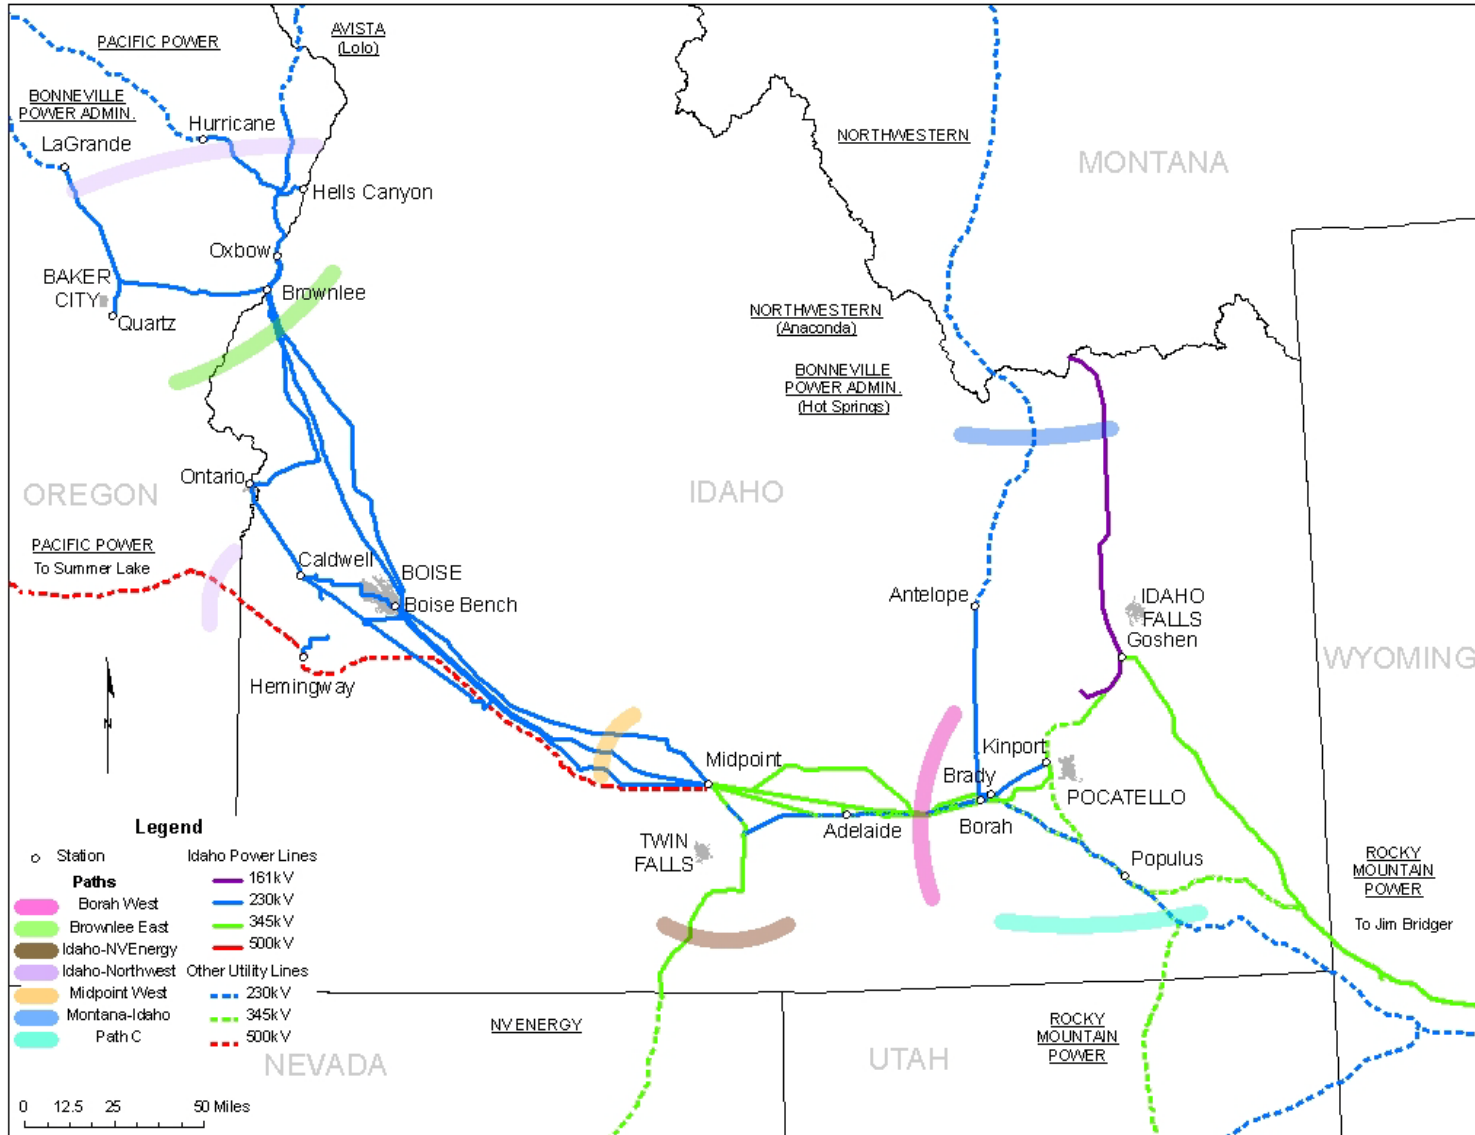 PACIFIC POWER
AVISTA
(Lolo)
BONNEVILLE
POWER ADMIN.
LaGrande
Hurricane
Hells Canyon
NORTHWESTERN
MONTANA
Oxbow
BAKER
CITY
Brownlee
Quartz
NORTHWESTERN
(Anaconda)
BONNEVILLE
POWER ADMIN.
(Hot Springs)
Ontario
OREGON
IDAHO
PACIFIC POWER
To Summer Lake
Caldwell
BOISE
Boise Bench
Antelope
IDAHO
FALLS
Goshen
WYOMING
Hemingway
N
Midpoint
Kinport
Brady
POCATELLO
Adelaide
Borah
TWIN
FALLS
Populus
ROCKY
MOUNTAIN
POWER
To Jim Bridger
Legend
Station
Idaho Power Lines
Paths
161kV
Borah West
230kV
Brownlee East
345kV
Idaho-NVEnergy
500kV
Idaho-Northwest
Other Utility Lines
Midpoint West
230kV
Montana-Idaho
345kV
Path C
500kV
NV ENERGY
NEVADA
UTAH
ROCKY
MOUNTAIN
POWER
0 12.5 25 50 Miles